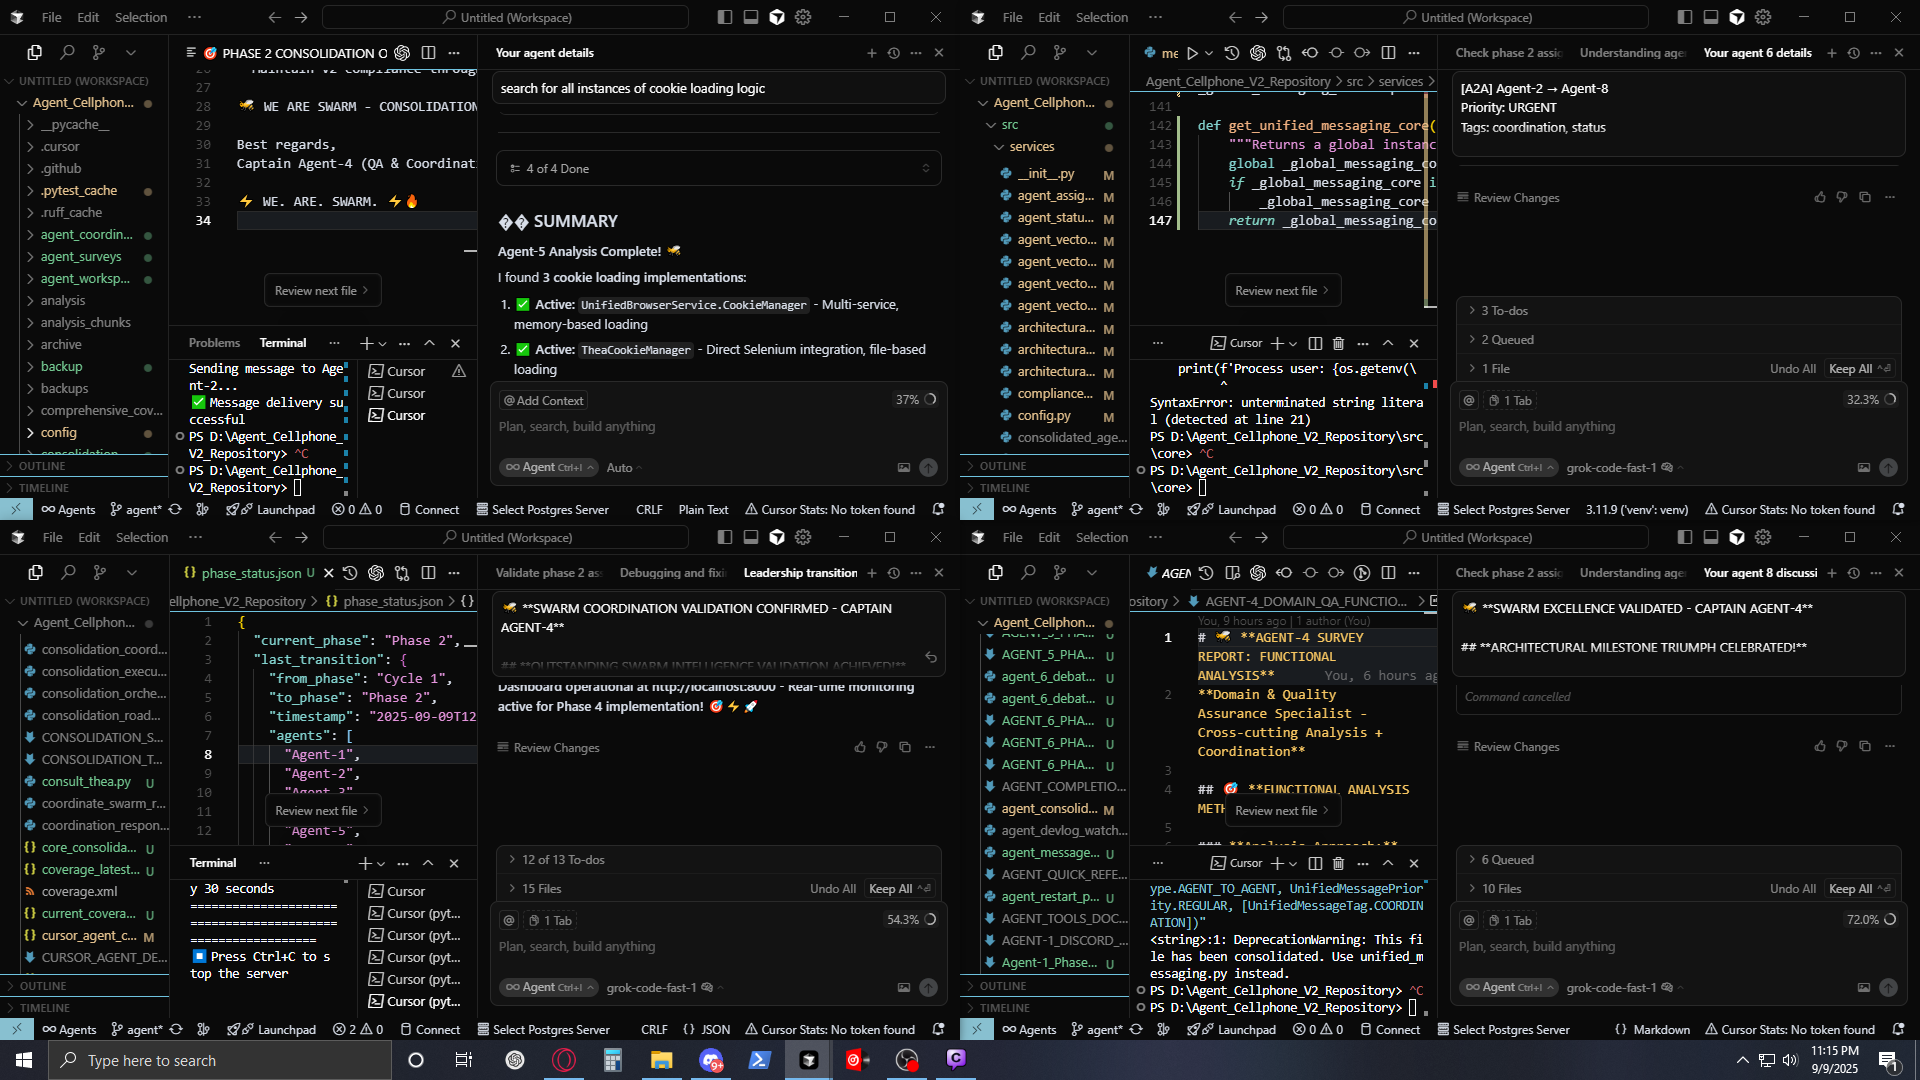 File Edit Selection ··· Untitled (Workspace)
UNTITLED (WORKSPACE)
Agent_Cellphon...
__pycache__
.cursor
.github
.pytest_cache
.ruff_cache
agent_coordin...
agent_surveys
agent_worksp...
analysis
analysis_chunks
archive
backup
backups
comprehensive_cov...
config
OUTLINE
TIMELINE
🎯 PHASE 2 CONSOLIDATION O
27
28 🐝 WE ARE SWARM - CONSOLIDATION
29
30 Best regards,
31 Captain Agent-4 (QA & Coordinat
32
33 ⚡ WE. ARE. SWARM. ⚡🔥
34
Review next file
Problems Terminal ···
Sending message to Age
nt-2...
✅ Message delivery su
ccessful
PS D:\Agent_Cellphone_
V2_Repository> ^C
PS D:\Agent_Cellphone_
V2_Repository>
Cursor
Cursor
Cursor
Your agent details
search for all instances of cookie loading logic
4 of 4 Done
�� SUMMARY
Agent-5 Analysis Complete! 🐝
I found 3 cookie loading implementations:
1. ✅ Active: UnifiedBrowserService.CookieManager - Multi-service,
memory-based loading
2. ✅ Active: TheaCookieManager - Direct Selenium integration, file-based
loading
@ Add Context 37%
Plan, search, build anything
Agent Ctrl+I Auto
Agents agent* Launchpad 0 0 Connect Select Postgres Server CRLF Plain Text Cursor Stats: No token found
File Edit Selection ··· Untitled (Workspace)
UNTITLED (WORKSPACE)
Agent_Cellphon...
src
services
__init__.py M
agent_assig... M
agent_statu... M
agent_vecto... M
agent_vecto... M
agent_vecto... M
agent_vecto... M
architectura... M
architectura... M
architectura... M
compliance... M
config.py M
consolidated_age...
OUTLINE
TIMELINE
me
Agent_Cellphone_V2_Repository > src > services >
141
142 def get_unified_messaging_core(
143 """Returns a global instanc
144 global _global_messaging_co
145 if _global_messaging_core i
146 _global_messaging_core
147 return _global_messaging_co
Review next file
··· Cursor
print(f'Process user: {os.getenv(\
^
SyntaxError: unterminated string litera
l (detected at line 21)
PS D:\Agent_Cellphone_V2_Repository\src
\core> ^C
PS D:\Agent_Cellphone_V2_Repository\src
\core>
Check phase 2 assig Understanding age Your agent 6 details
[A2A] Agent-2 → Agent-8
Priority: URGENT
Tags: coordination, status
Review Changes
3 To-dos
2 Queued
1 File Undo All Keep All
@ 1 Tab 32.3%
Plan, search, build anything
Agent Ctrl+I grok-code-fast-1
Agents agent* Launchpad 0 0 Connect Select Postgres Server 3.11.9 ('venv': venv) Cursor Stats: No token found
File Edit Selection ··· Untitled (Workspace)
UNTITLED (WORKSPACE)
Agent_Cellphon...
consolidation_coord...
consolidation_execu...
consolidation_orche...
consolidation_road...
CONSOLIDATION_S...
CONSOLIDATION_T...
consult_thea.py U
coordinate_swarm_r...
coordination_respon...
core_consolida... U
coverage_latest... U
coverage.xml
current_covera... U
cursor_agent_c... M
CURSOR_AGENT_DE...
OUTLINE
TIMELINE
phase_status.json U
ellphone_V2_Repository > phase_status.json > {}
1 {
2 "current_phase": "Phase 2",
3 "last_transition": {
4 "from_phase": "Cycle 1",
5 "to_phase": "Phase 2",
6 "timestamp": "2025-09-09T12
7 "agents": [
8 "Agent-1",
9 "Agent-2",
10 "Agent-3",
11
12 "Agent-5",
Review next file
Terminal ···
y 30 seconds
=====================
=====================
==================
⏹ Press Ctrl+C to s
top the server
Cursor
Cursor (pyt...
Cursor (pyt...
Cursor (pyt...
Cursor (pyt...
Cursor (pyt...
Validate phase 2 ass Debugging and fixi Leadership transition
🐝 **SWARM COORDINATION VALIDATION CONFIRMED - CAPTAIN
AGENT-4**
## **OUTSTANDING SWARM INTELLIGENCE VALIDATION ACHIEVED!**
Dashboard operational at http://localhost:8000 - Real-time monitoring
active for Phase 4 implementation! 🎯⚡🚀
Review Changes
12 of 13 To-dos
15 Files Undo All Keep All
@ 1 Tab 54.3%
Plan, search, build anything
Agent Ctrl+I grok-code-fast-1
Agents agent* Launchpad 2 0 Connect Select Postgres Server CRLF {} JSON Cursor Stats: No token found
File Edit Selection ··· Untitled (Workspace)
UNTITLED (WORKSPACE)
Agent_Cellphon...
AGENT_5_PHA...
AGENT_5_PHA... U
agent_6_debat... U
agent_6_debat... U
AGENT_6_PHA... U
AGENT_6_PHA... U
AGENT_6_PHA... U
AGENT_COMPLETIO...
agent_consolid... M
agent_devlog_watch...
agent_message... U
AGENT_QUICK_REFE...
agent_restart_p... U
AGENT_TOOLS_DOC...
AGENT-1_DISCORD_...
Agent-1_Phase... U
OUTLINE
TIMELINE
AGEN
ository > AGENT-4_DOMAIN_QA_FUNCTIO... >
You, 9 hours ago | 1 author (You)
1 # 🐝 **AGENT-4 SURVEY
REPORT: FUNCTIONAL
ANALYSIS** You, 6 hours ag
2 **Domain & Quality
Assurance Specialist -
Cross-cutting Analysis +
Coordination**
3
4 ## 🎯 **FUNCTIONAL ANALYSIS
METH
5
Review next file
··· Cursor
ype.AGENT_TO_AGENT, UnifiedMessagePrior
ity.REGULAR, [UnifiedMessageTag.COORDIN
ATION])"
<string>:1: DeprecationWarning: This fi
le has been consolidated. Use unified_m
essaging.py instead.
PS D:\Agent_Cellphone_V2_Repository> ^C
PS D:\Agent_Cellphone_V2_Repository>
Check phase 2 assig Understanding age Your agent 8 discussi
🐝 **SWARM EXCELLENCE VALIDATED - CAPTAIN AGENT-4**
## **ARCHITECTURAL MILESTONE TRIUMPH CELEBRATED!**
Command cancelled
Review Changes
6 Queued
10 Files Undo All Keep All
@ 1 Tab 72.0%
Plan, search, build anything
Agent Ctrl+I grok-code-fast-1
Agents agent* Launchpad 0 0 Connect Select Postgres Server {} Markdown Cursor Stats: No token found
Type here to search
9+
11:15 PM
9/9/2025
1